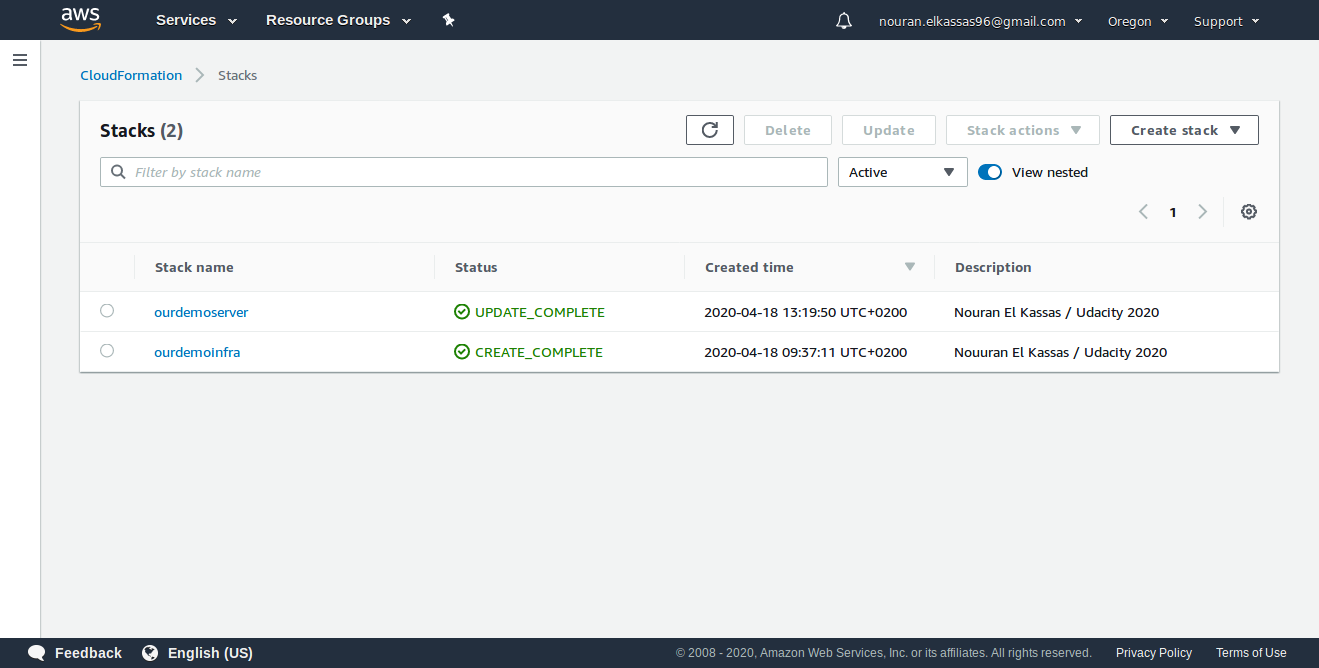 aws Services Resource Groups nouran.elkassas96@gmail.com Oregon Support
CloudFormation Stacks
Stacks (2) Delete Update Stack actions Create stack
Filter by stack name Active View nested
1
Stack name Status Created time Description
ourdemoserver UPDATE_COMPLETE 2020-04-18 13:19:50 UTC+0200 Nouran El Kassas / Udacity 2020
ourdemoinfra CREATE_COMPLETE 2020-04-18 09:37:11 UTC+0200 Nouuran El Kassas / Udacity 2020
Feedback English (US) © 2008 - 2020, Amazon Web Services, Inc. or its affiliates. All rights reserved. Privacy Policy Terms of Use